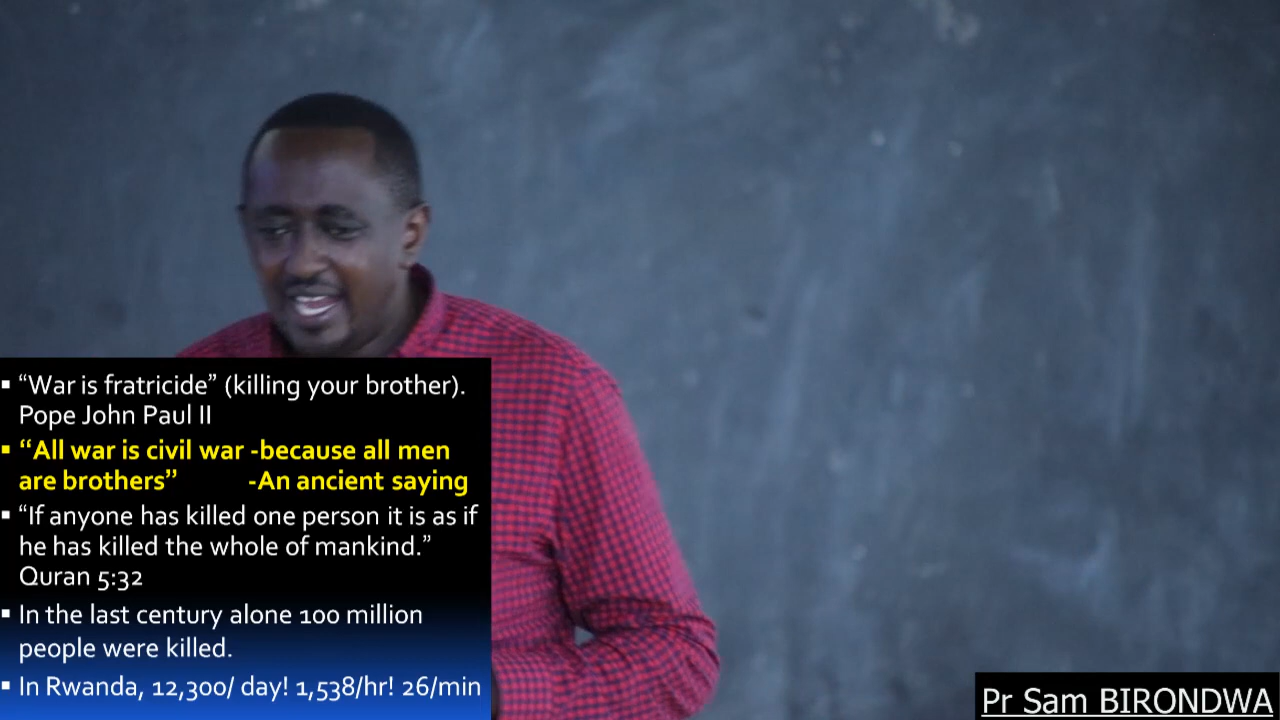 ▪ “War is fratricide” (killing your brother).
Pope John Paul II
▪ “All war is civil war -because all men
are brothers” -An ancient saying
▪ “If anyone has killed one person it is as if
he has killed the whole of mankind.”
Quran 5:32
▪ In the last century alone 100 million
people were killed.
▪ In Rwanda, 12,300/ day! 1,538/hr! 26/min
Pr Sam BIRONDWA